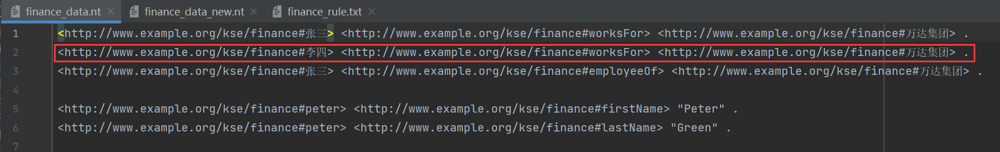 finance_data.nt finance_data_new.nt finance_rule.txt
1 <http://www.example.org/kse/finance#张三> <http://www.example.org/kse/finance#worksFor> <http://www.example.org/kse/finance#万达集团> .
2 <http://www.example.org/kse/finance#李四> <http://www.example.org/kse/finance#worksFor> <http://www.example.org/kse/finance#万达集团> .
3 <http://www.example.org/kse/finance#张三> <http://www.example.org/kse/finance#employeeOf> <http://www.example.org/kse/finance#万达集团> .
4
5 <http://www.example.org/kse/finance#peter> <http://www.example.org/kse/finance#firstName> "Peter" .
6 <http://www.example.org/kse/finance#peter> <http://www.example.org/kse/finance#lastName> "Green" .
7